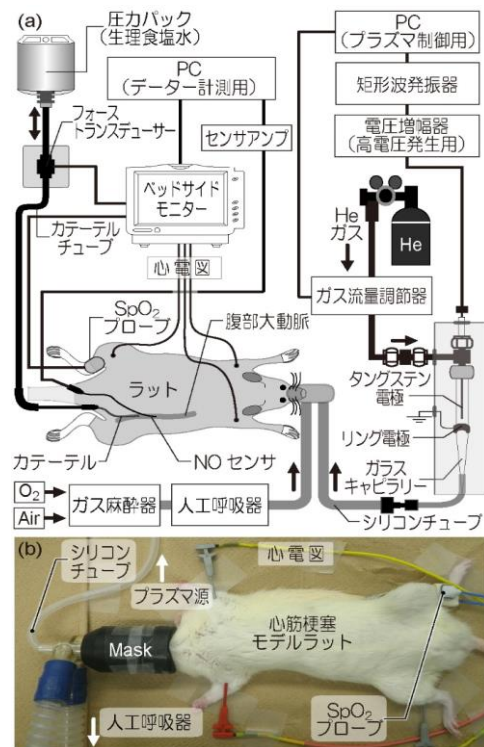 (a)
圧力パック
(生理食塩水)
PC
(データー計測用)
PC
(プラズマ制御用)
フォース
トランスデューサー
センサアンプ
矩形波発振器
電圧増幅器
(高電圧発生用)
ベッドサイド
モニター
カテーテル
チューブ
He
ガス
He
心電図
ガス流量調節器
SpO2
プローブ
腹部大動脈
ラット
タングステン
電極
リング電極
カテーテル
NOセンサ
ガラス
キャピラリー
O2
Air
ガス麻酔器
人工呼吸器
シリコンチューブ
(b)
シリコン
チューブ
プラズマ源
心電図
Mask
心筋梗塞
モデルラット
人工呼吸器
SpO2
プローブ